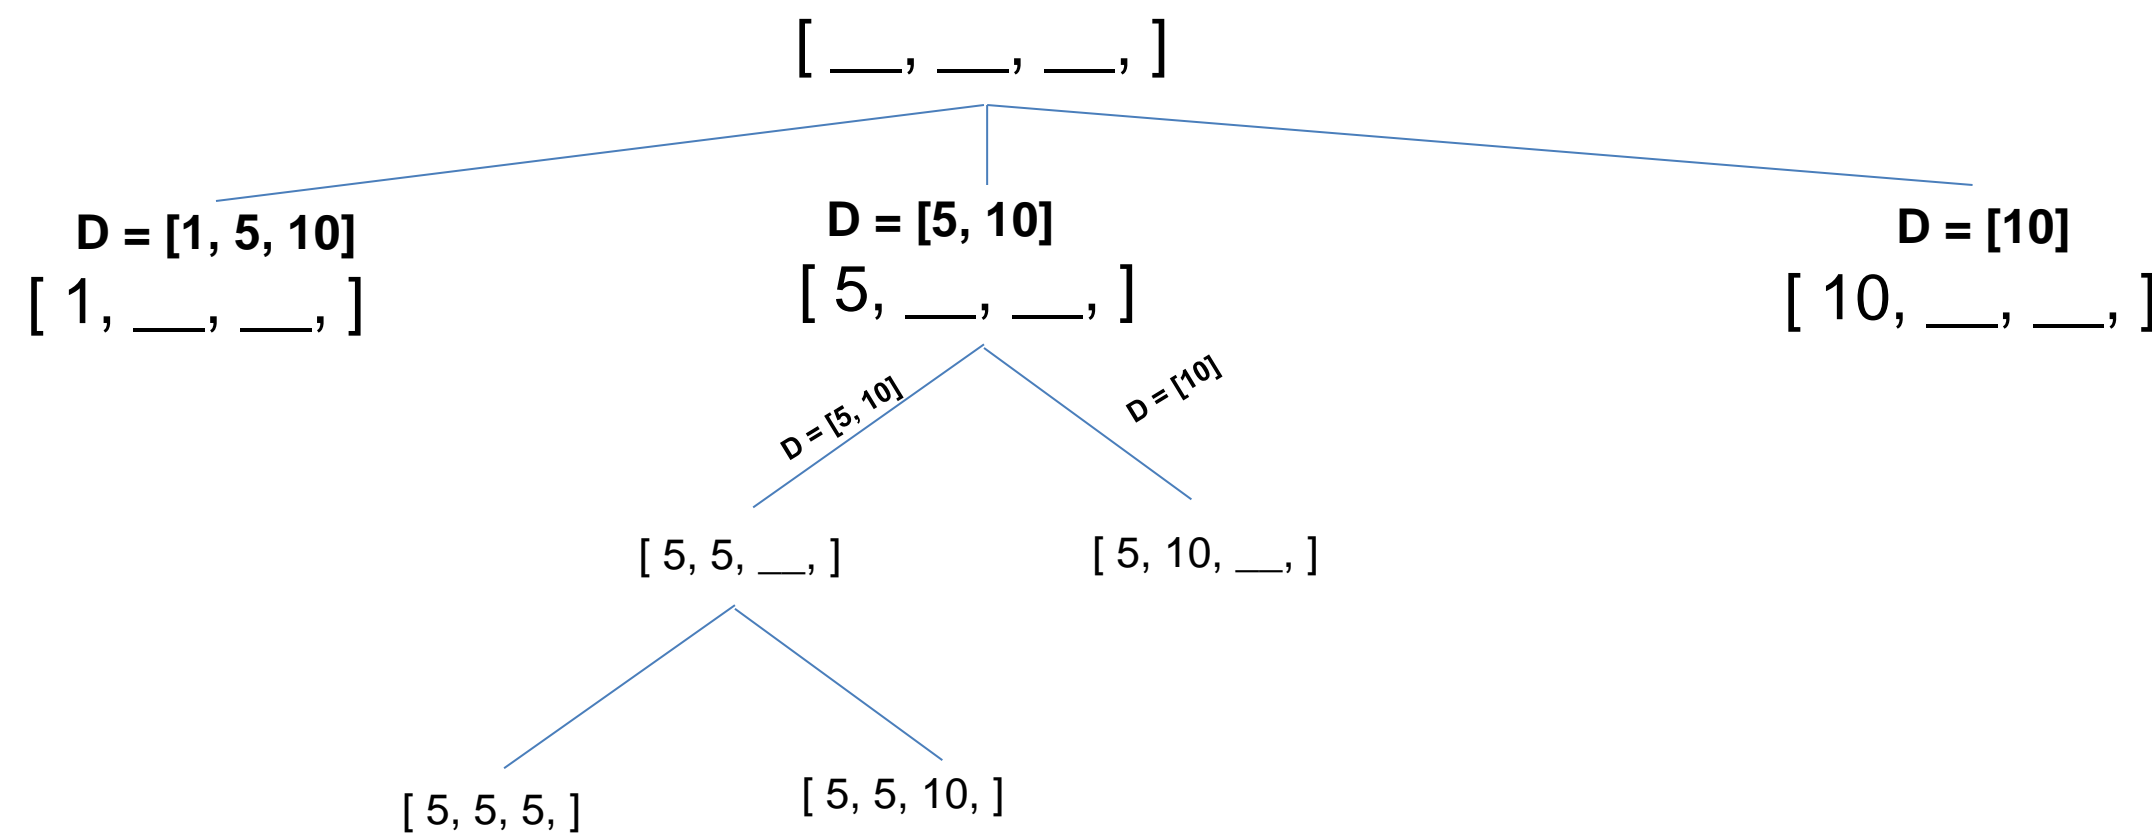 [ __, __, __, ]
D = [1, 5, 10]
[ 1, __, __, ]
D = [5, 10]
[ 5, __, __, ]
D = [10]
[ 10, __, __, ]
D = [5, 10]
D = [10]
[ 5, 5, __, ]
[ 5, 10, __, ]
[ 5, 5, 5, ]
[ 5, 5, 10, ]